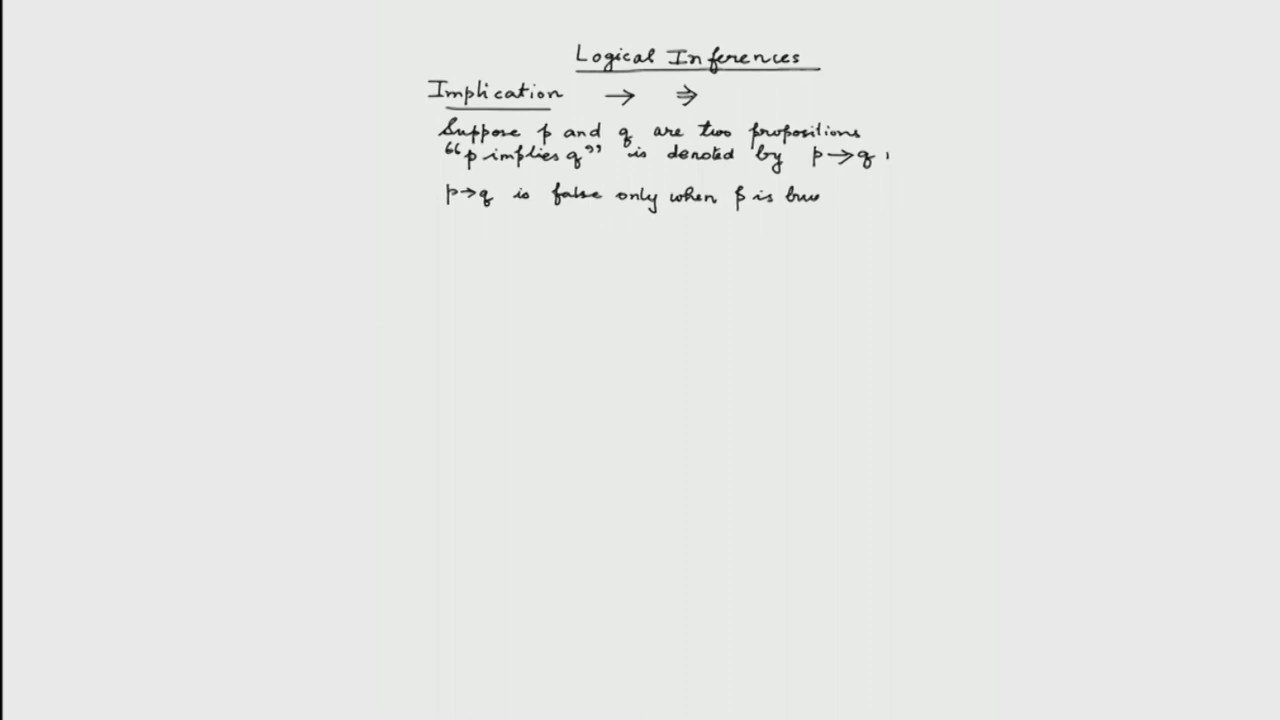 Logical Inferences
Implication → ⇒
Suppose p and q are two propositions
“p implies q” is denoted by p→q.
p→q is false only when p is true